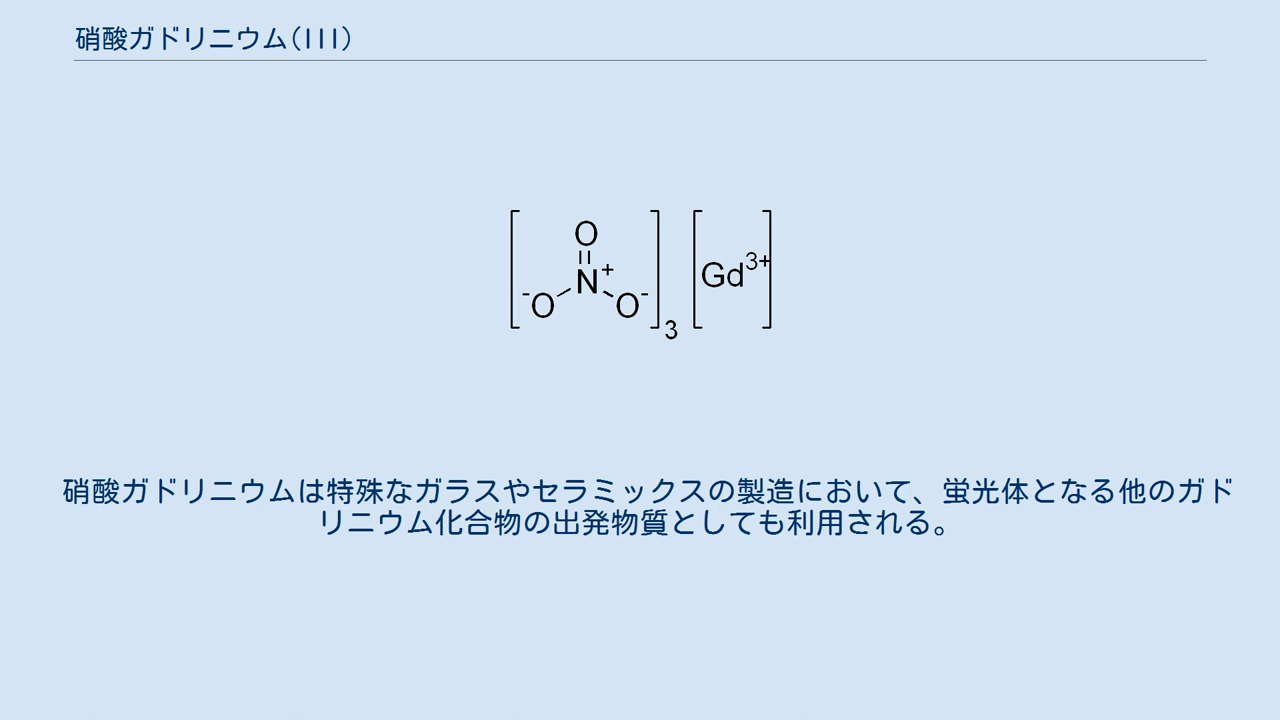 硝酸ガドリニウム(III)
O
N+
-O O-
3
Gd3+
硝酸ガドリニウムは特殊なガラスやセラミックスの製造において、蛍光体となる他のガド
リニウム化合物の出発物質としても利用される。